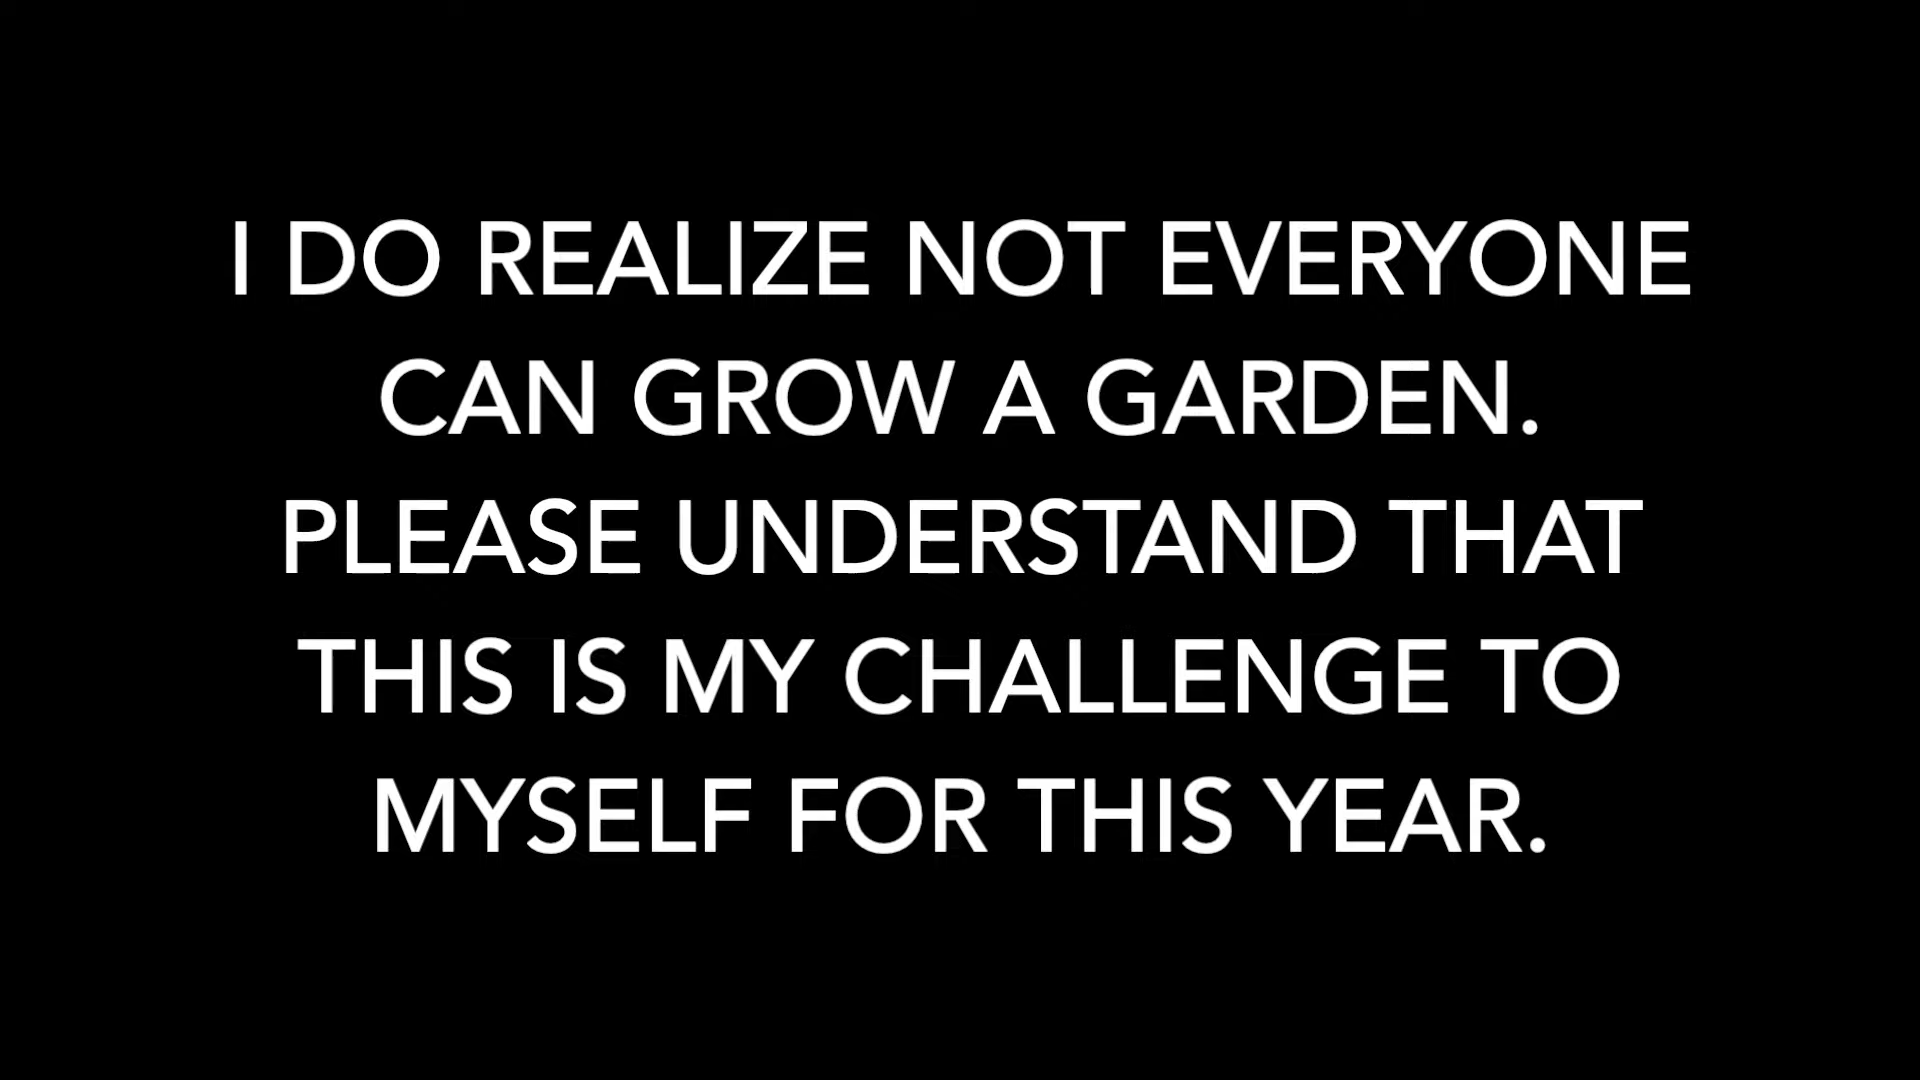 I DO REALIZE NOT EVERYONE
CAN GROW A GARDEN.
PLEASE UNDERSTAND THAT
THIS IS MY CHALLENGE TO
MYSELF FOR THIS YEAR.